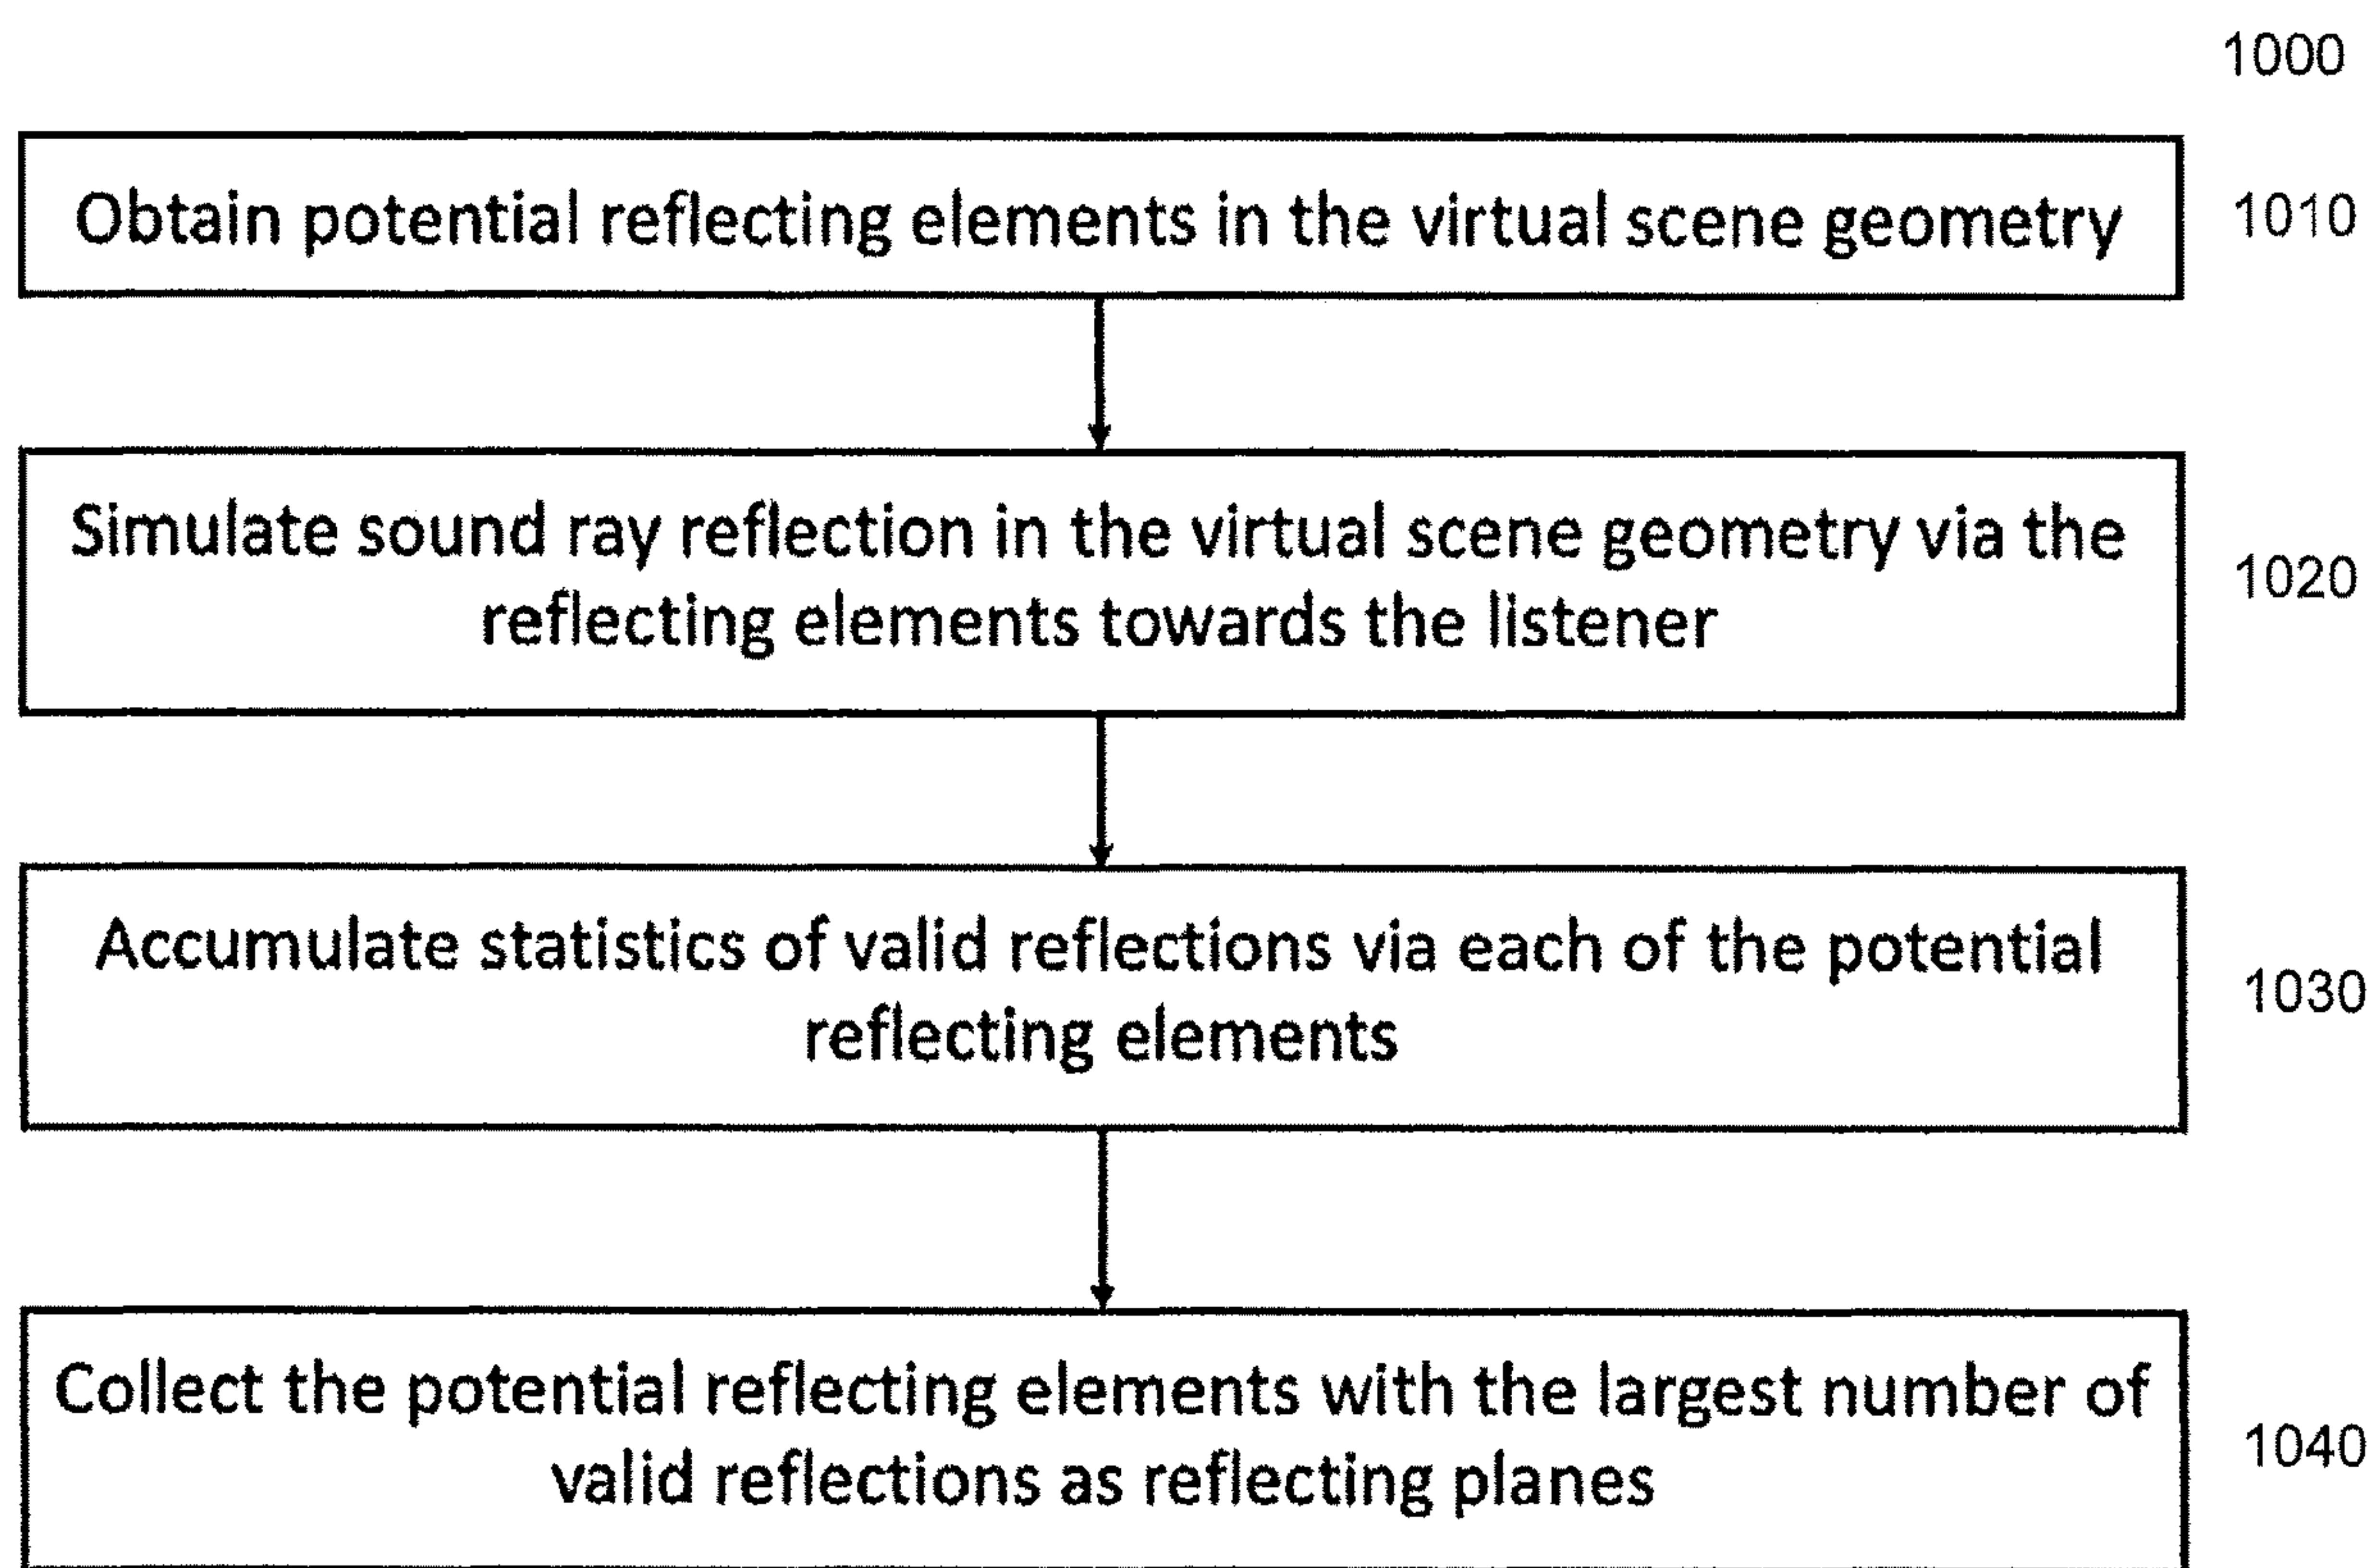 1000
Obtain potential reflecting elements in the virtual scene geometry
1010
Simulate sound ray reflection in the virtual scene geometry via the
reflecting elements towards the listener
1020
Accumulate statistics of valid reflections via each of the potential
reflecting elements
1030
Collect the potential reflecting elements with the largest number of
valid reflections as reflecting planes
1040